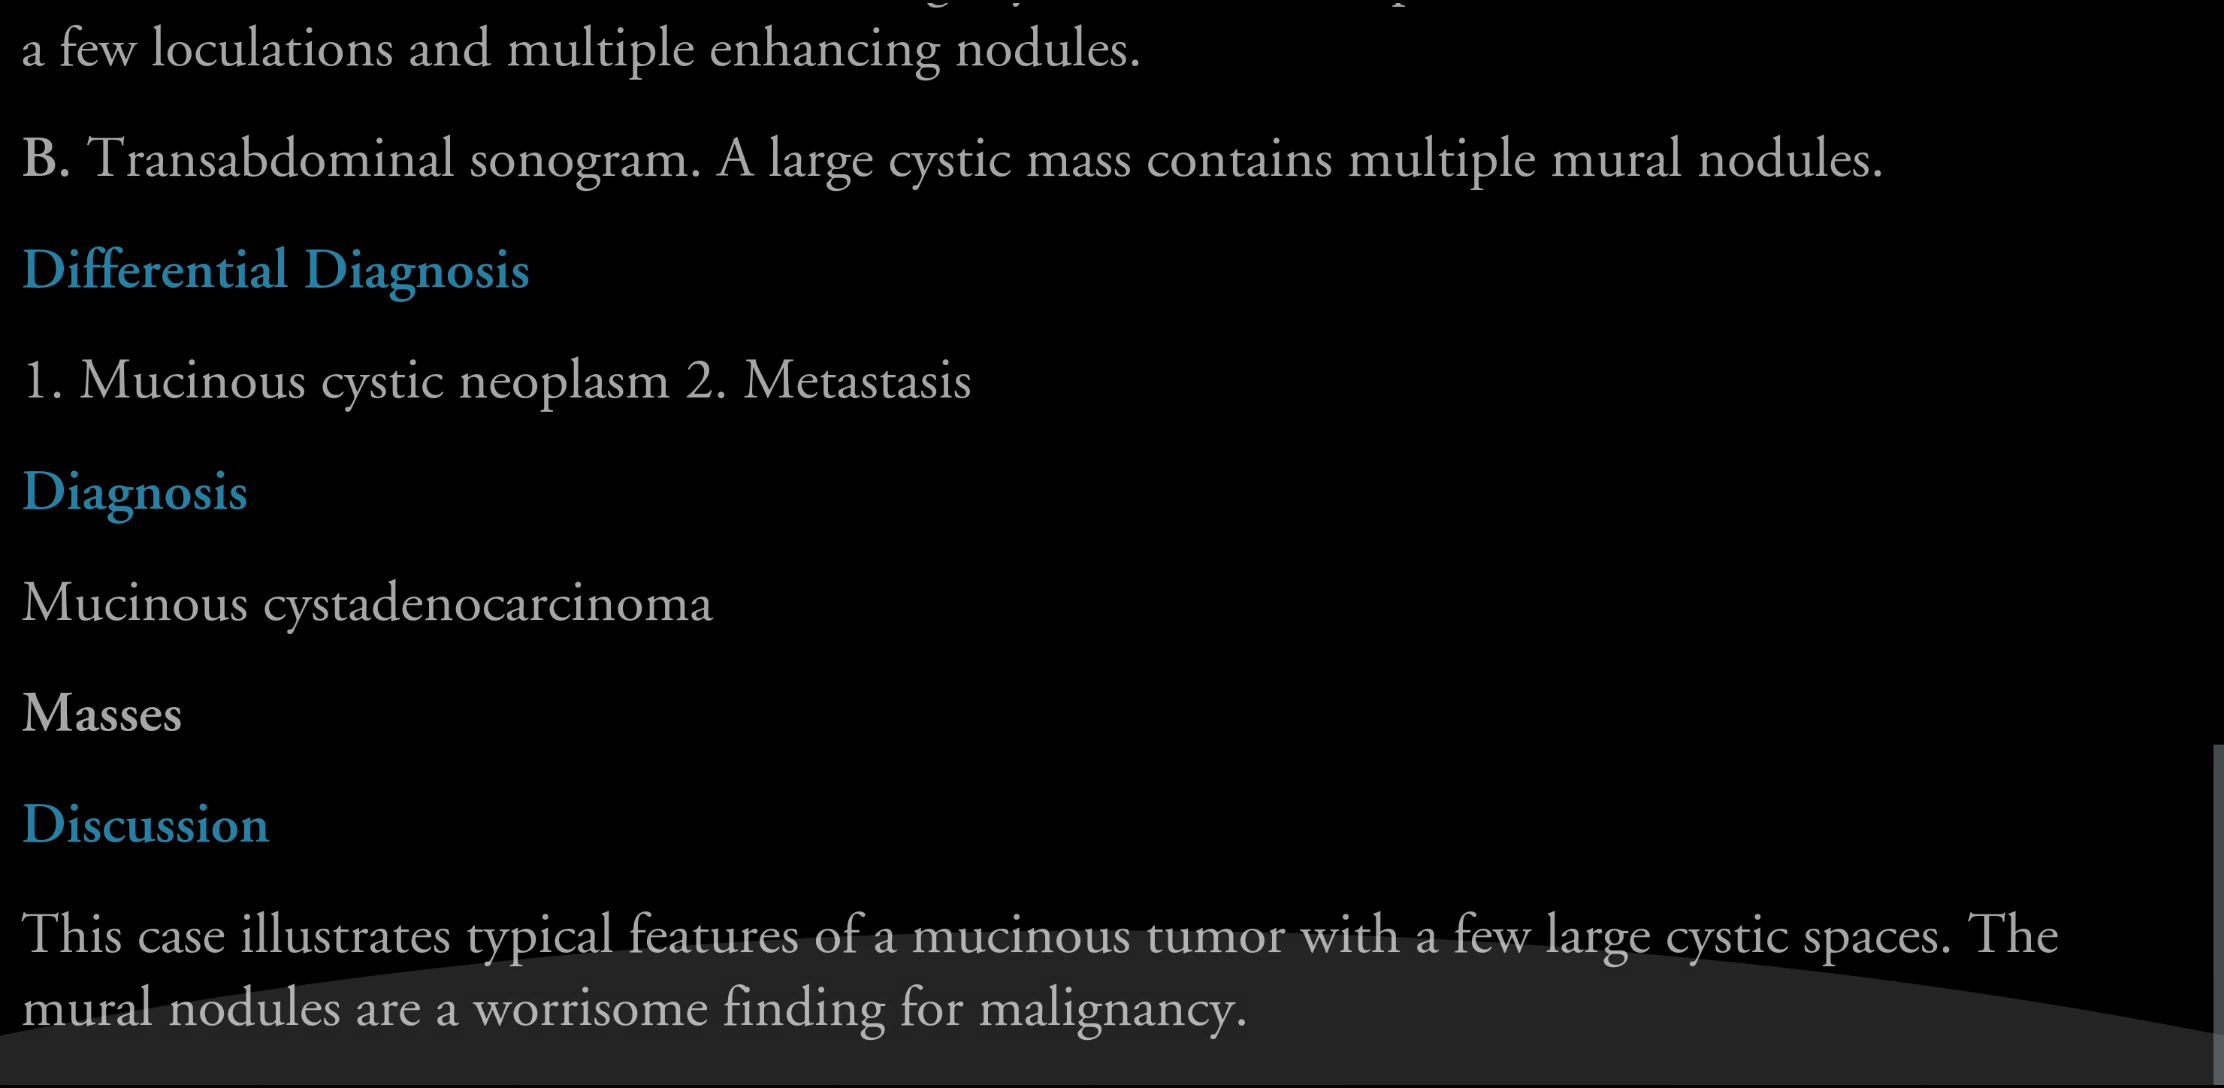 a few loculations and multiple enhancing nodules.
B. Transabdominal sonogram. A large cystic mass contains multiple mural nodules.
Differential Diagnosis
1. Mucinous cystic neoplasm 2. Metastasis
Diagnosis
Mucinous cystadenocarcinoma
Masses
Discussion
This case illustrates typical features of a mucinous tumor with a few large cystic spaces. The
mural nodules are a worrisome finding for malignancy.